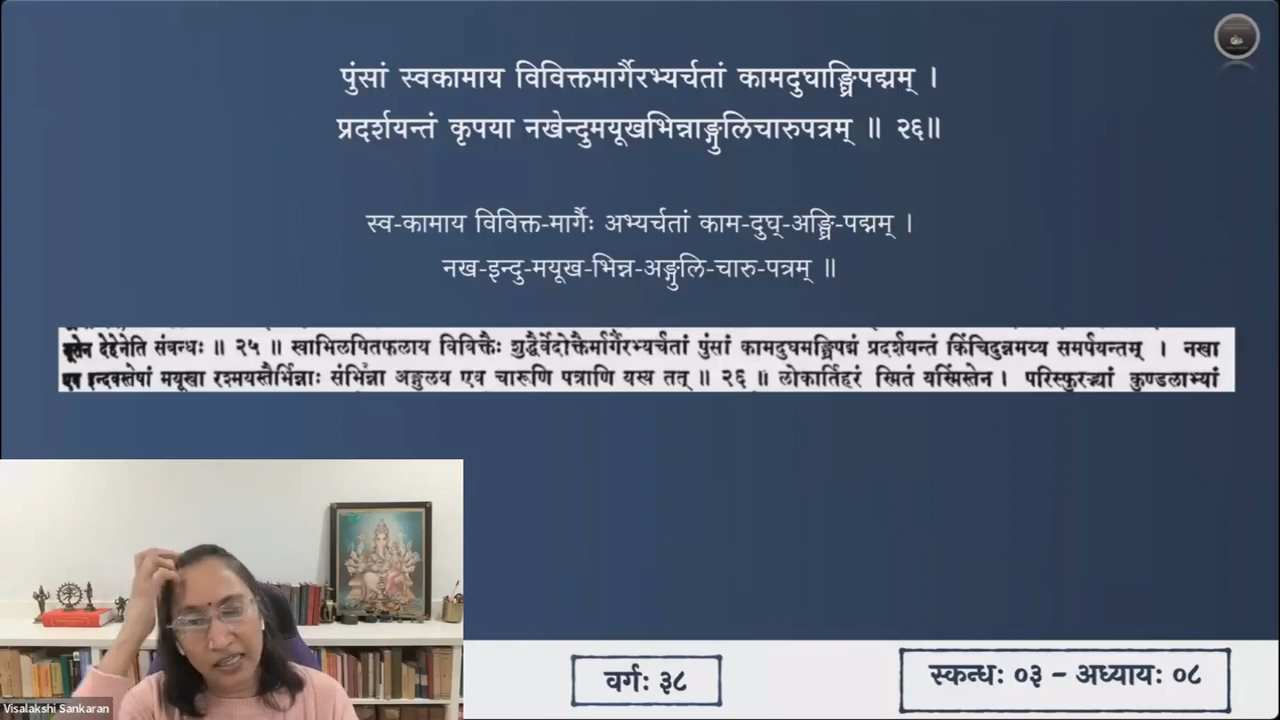 पुंसां स्वकामाय विविक्तमार्गैरभ्यर्चतां कामदुघाङ्घ्रिपद्मम् ।
प्रदर्शयन्तं कृपया नखेन्दुमयूखभिन्नाङ्गुलिचारुपत्रम् ॥ २६॥
स्व-कामाय विविक्त-मार्गैः अभ्यर्चतां काम-दुघ्-अङ्घ्रि-पद्मम् ।
नख-इन्दु-मयूख-भिन्न-अङ्गुलि-चारु-पत्रम् ॥
देहेनेति संबन्धः ॥ २५ ॥ स्वाभिलषितफलाय विविक्तैः शुद्धैर्वेदोक्तैर्मार्गैरभ्यर्चतां पुंसां कामदुघमङ्घ्रिपद्मं प्रदर्शयन्तं किंचिदुन्नमय्य समर्पयन्तम् । नखा
एव इन्दवस्तेषां मयूखा रश्मयस्तैर्भिन्नाः संभिन्ना अङ्गुलय एव चारूणि पत्राणि यस्य तत् ॥ २६ ॥ लोकार्तिहरं स्मितं यस्मिंस्तेन । परिस्फुरद्भ्यां कुण्डलाभ्यां
Visalakshi Sankaran
वर्गः ३८
स्कन्धः ०३ – अध्यायः ०८